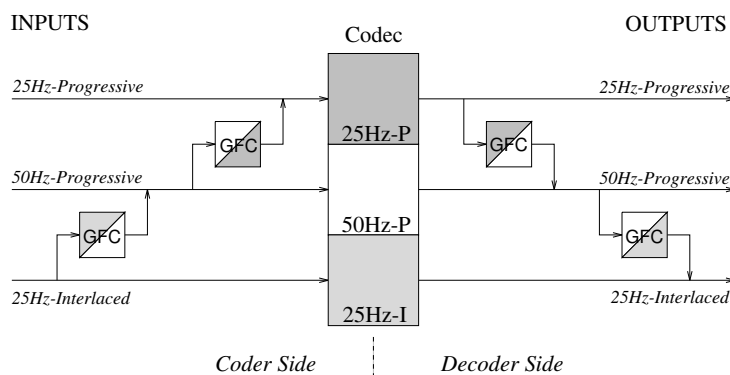 INPUTS
Codec
OUTPUTS
25Hz-Progressive
25Hz-Progressive
25Hz-P
GFC
GFC
50Hz-Progressive
50Hz-Progressive
50Hz-P
GFC
GFC
25Hz-Interlaced
25Hz-Interlaced
25Hz-I
Coder Side
Decoder Side